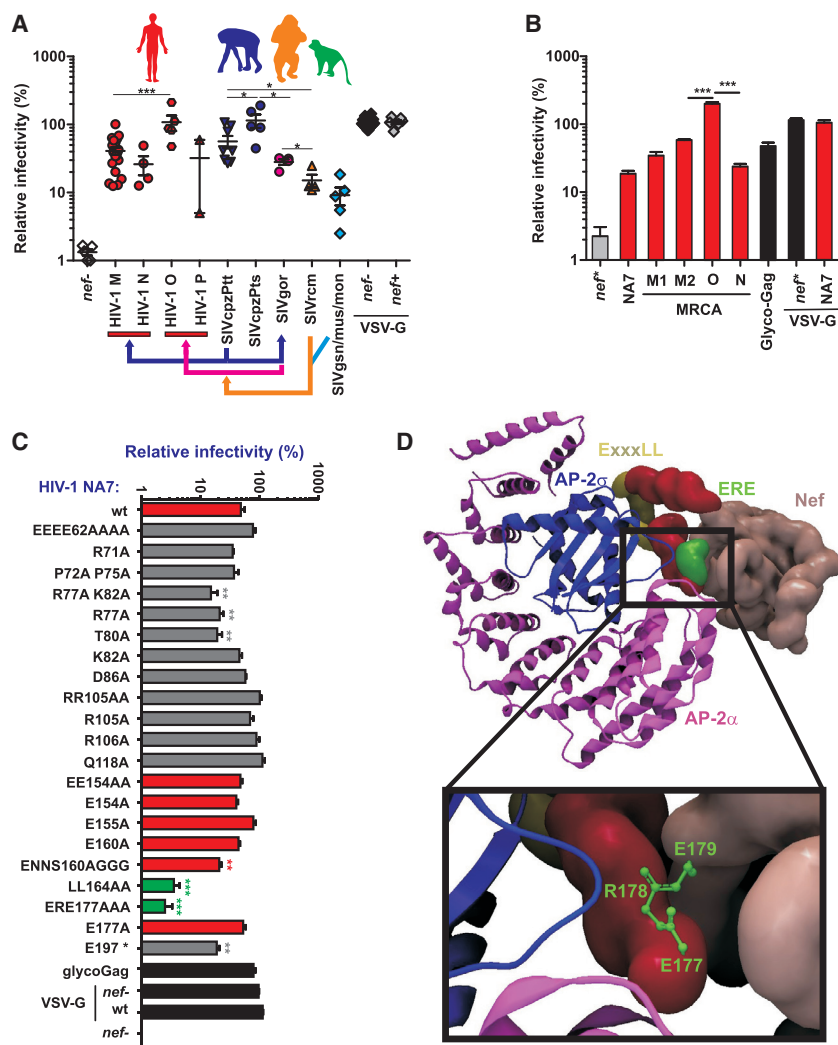 A
Relative infectivity (%)
1000
100
10
1
***
*
*
*
*
nef-
HIV-1 M
HIV-1 N
HIV-1 O
HIV-1 P
SIVcpzPtt
SIVcpzPts
SIVgor
SIVrcm
SIVgsn/mus/mon
nef-
nef+
VSV-G
B
Relative infectivity (%)
1000
100
10
1
***
***
nef*
NA7
M1
M2
O
N
MRCA
Glyco-Gag
nef*
NA7
VSV-G
C
Relative infectivity (%)
HIV-1 NA7:
1
10
100
1000
wt
EEEE62AAAA
R71A
P72A P75A
R77A K82A **
R77A **
T80A **
K82A
D86A
RR105AA
R105A
R106A
Q118A
EE154AA
E154A
E155A
E160A
ENNS160AGGG **
LL164AA ***
ERE177AAA ***
E177A
E197 * **
glycoGag
VSV-G
nef-
wt
nef-
D
ExxxLL
AP-2σ
ERE
Nef
AP-2α
E179
R178
E177